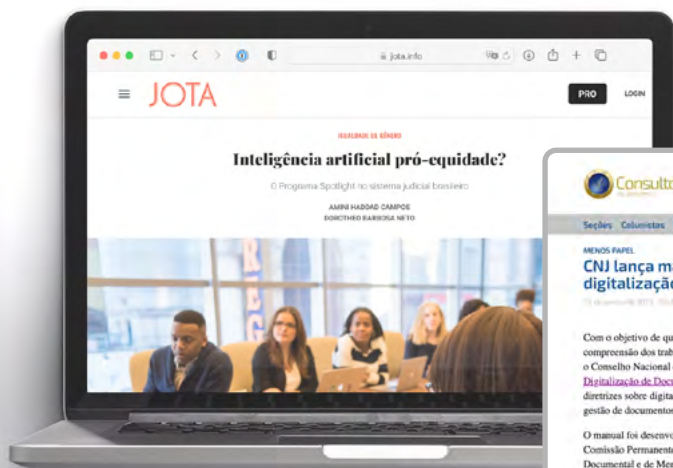 jota.info
JOTA
PRO
LOGIN
IGUALDADE DE GÊNERO
Inteligência artificial pró-equidade?
O Programa Spotlight no sistema judicial brasileiro
AMINI HADDAD CAMPOS
DOROTHEO BARBOSA NETO
Consulto
Seções Colunistas
MENOS PAPEL
CNJ lança ma
digitalização
Com o objetivo de qu
compreensão dos trab
o Conselho Nacional
Digitalização de Docu
diretrizes sobre digita
gestão de documentos
O manual foi desenvo
Comissão Permanente
Documental e de Mem